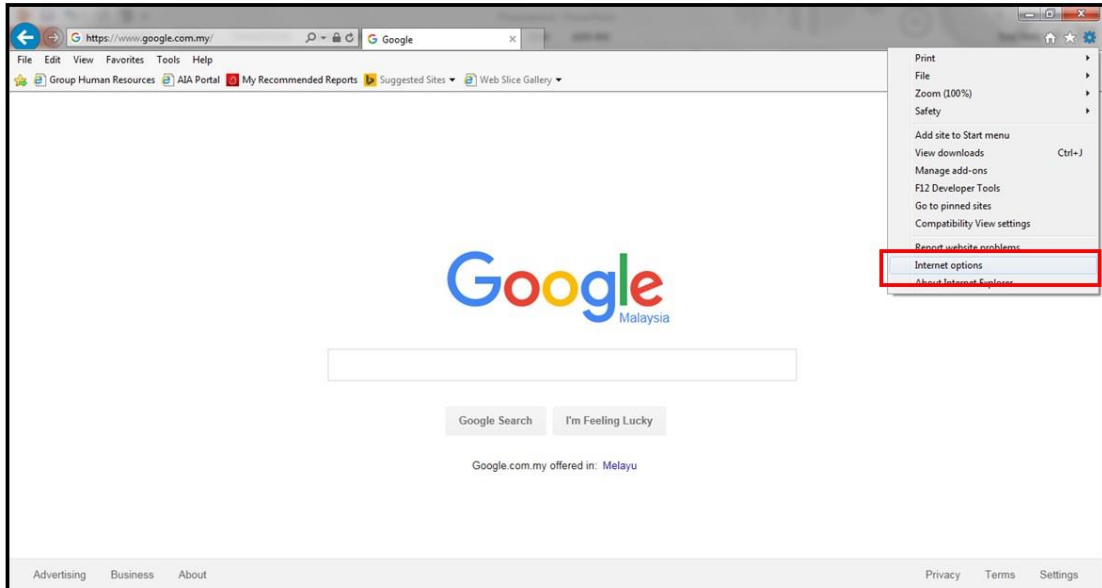 https://www.google.com.my/
Google
File Edit View Favorites Tools Help
Group Human Resources AIA Portal My Recommended Reports Suggested Sites Web Slice Gallery
Print
File
Zoom (100%)
Safety
Add site to Start menu
View downloads Ctrl+J
Manage add-ons
F12 Developer Tools
Go to pinned sites
Compatibility View settings
Report website problems
Internet options
About Internet Explorer
Google
Malaysia
Google Search I'm Feeling Lucky
Google.com.my offered in: Melayu
Advertising Business About Privacy Terms Settings